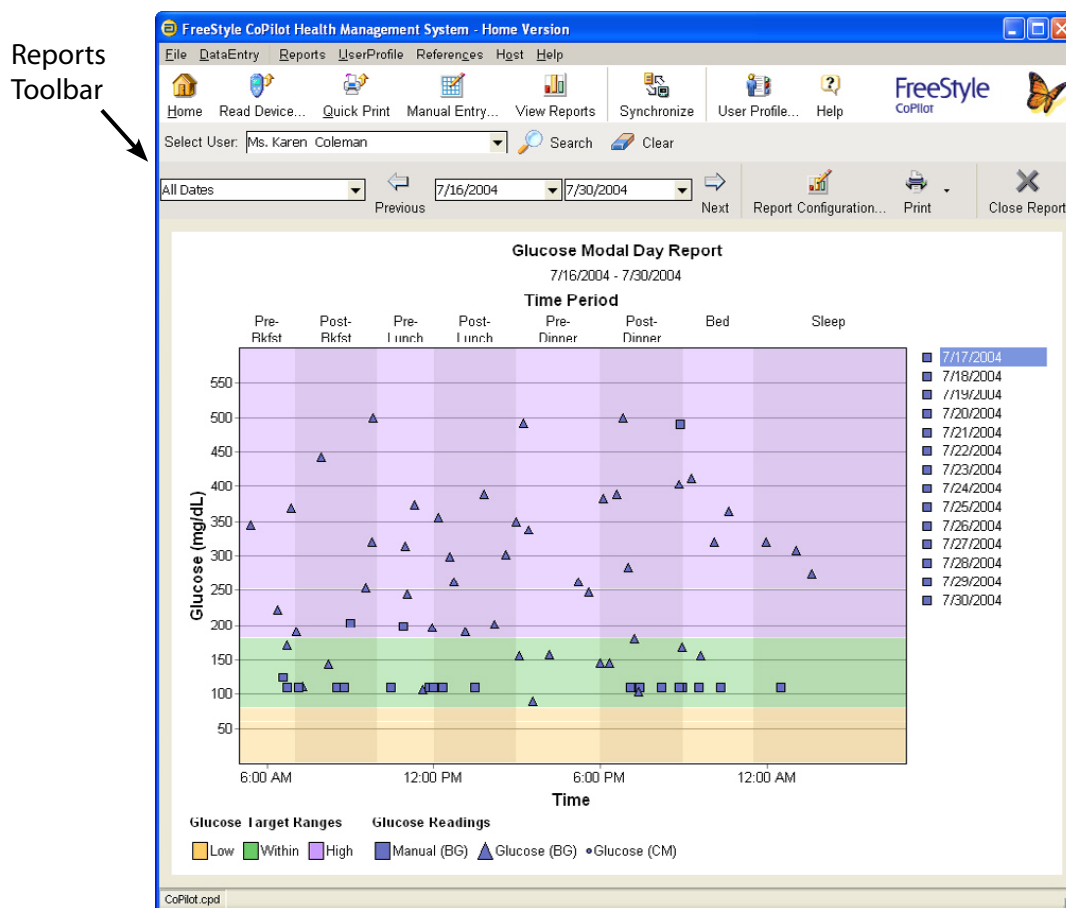 Reports
Toolbar
FreeStyle CoPilot Health Management System - Home Version
File DataEntry Reports UserProfile References Host Help
Home Read Device... Quick Print Manual Entry... View Reports Synchronize User Profile... Help
FreeStyle
CoPilot
Select User: Ms. Karen Coleman Search Clear
All Dates Previous 7/16/2004 7/30/2004 Next Report Configuration... Print Close Report
Glucose Modal Day Report
7/16/2004 - 7/30/2004
Time Period
Pre- Post- Pre- Post- Pre- Post- Bed Sleep
Bkfst Bkfst Lunch Lunch Dinner Dinner
7/17/2004
7/18/2004
7/19/2004
7/20/2004
7/21/2004
7/22/2004
7/23/2004
7/24/2004
7/25/2004
7/26/2004
7/27/2004
7/28/2004
7/29/2004
7/30/2004
Glucose (mg/dL)
550
500
450
400
350
300
250
200
150
100
50
6:00 AM 12:00 PM 6:00 PM 12:00 AM
Time
Glucose Target Ranges Glucose Readings
Low Within High Manual (BG) Glucose (BG) Glucose (CM)
CoPilot.cpd